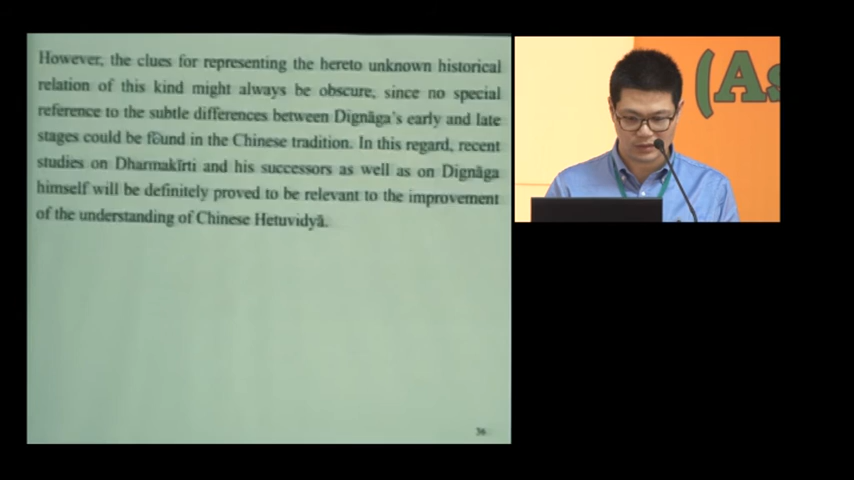 However, the clues for representing the hereto unknown historical
relation of this kind might always be obscure, since no special
reference to the subtle differences between Dignāga's early and late
stages could be found in the Chinese tradition. In this regard, recent
studies on Dharmakīrti and his successors as well as on Dignāga
himself will be definitely proved to be relevant to the improvement
of the understanding of Chinese Hetuvidyā.
36
(As